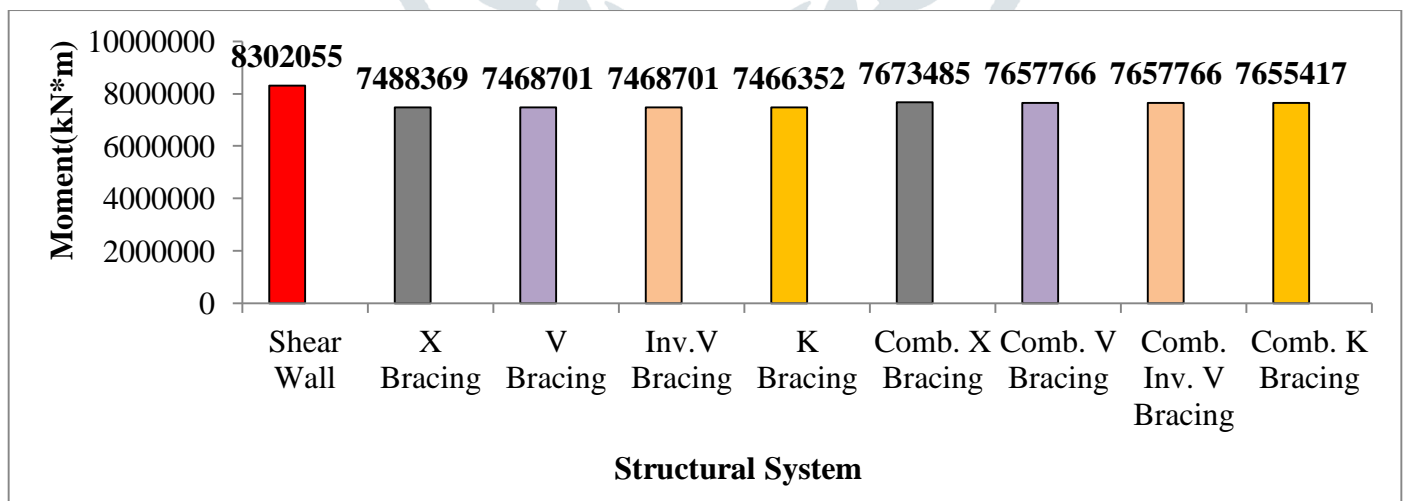 Moment(kN*m)
10000000
8000000
6000000
4000000
2000000
0
8302055
7488369
7468701
7468701
7466352
7673485
7657766
7657766
7655417
Shear
Wall
X
Bracing
V
Bracing
Inv.V
Bracing
K
Bracing
Comb. X
Bracing
Comb. V
Bracing
Comb.
Inv. V
Bracing
Comb. K
Bracing
Structural System